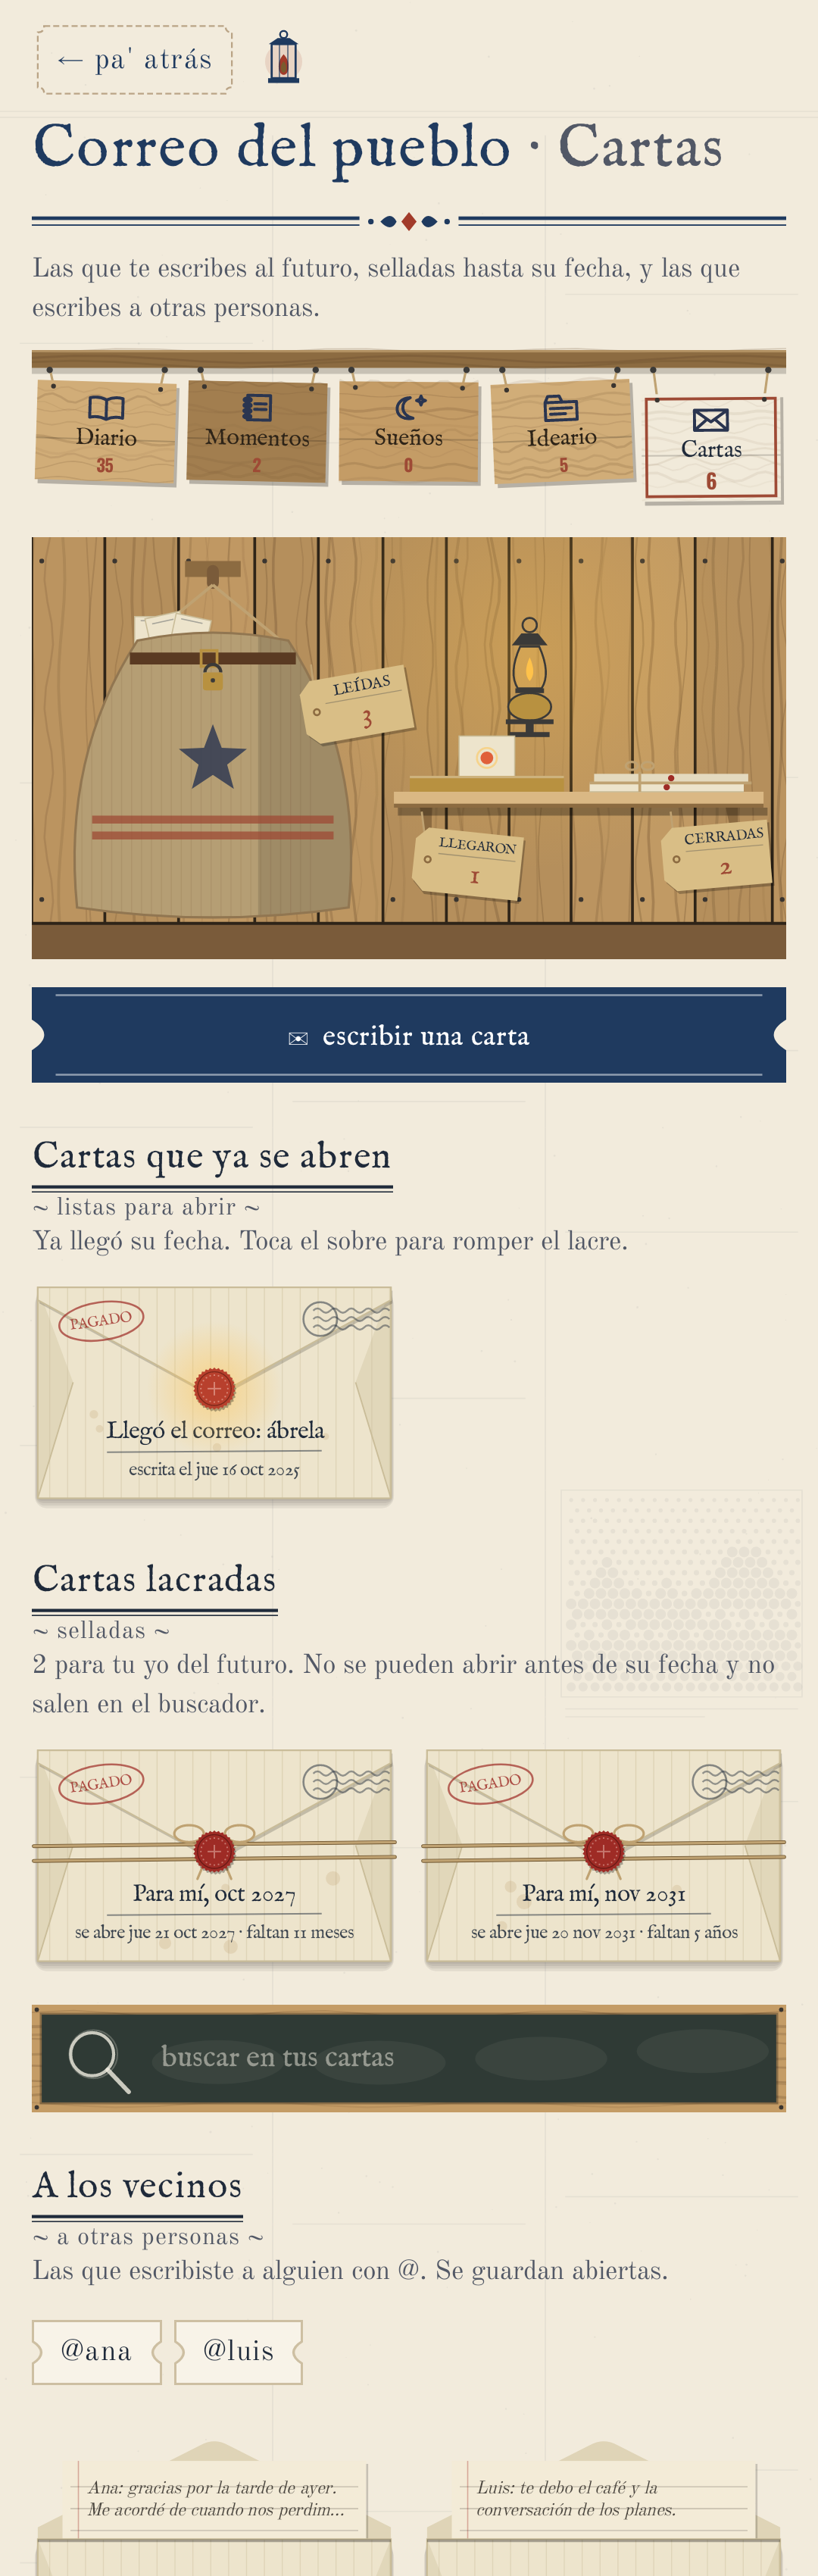 ← pa' atrás
Correo del pueblo · Cartas
Las que te escribes al futuro, selladas hasta su fecha, y las que
escribes a otras personas.
Diario
35
Momentos
2
Sueños
0
Ideario
5
Cartas
6
LEÍDAS
3
LLEGARON
1
CERRADAS
2
escribir una carta
Cartas que ya se abren
~ listas para abrir ~
Ya llegó su fecha. Toca el sobre para romper el lacre.
PAGADO
Llegó el correo: ábrela
escrita el jue 16 oct 2025
Cartas lacradas
~ selladas ~
2 para tu yo del futuro. No se pueden abrir antes de su fecha y no
salen en el buscador.
PAGADO
Para mí, oct 2027
se abre jue 21 oct 2027 · faltan 11 meses
PAGADO
Para mí, nov 2031
se abre jue 20 nov 2031 · faltan 5 años
buscar en tus cartas
A los vecinos
~ a otras personas ~
Las que escribiste a alguien con @. Se guardan abiertas.
@ana
@luis
Ana: gracias por la tarde de ayer.
Me acordé de cuando nos perdim...
Luis: te debo el café y la
conversación de los planes.